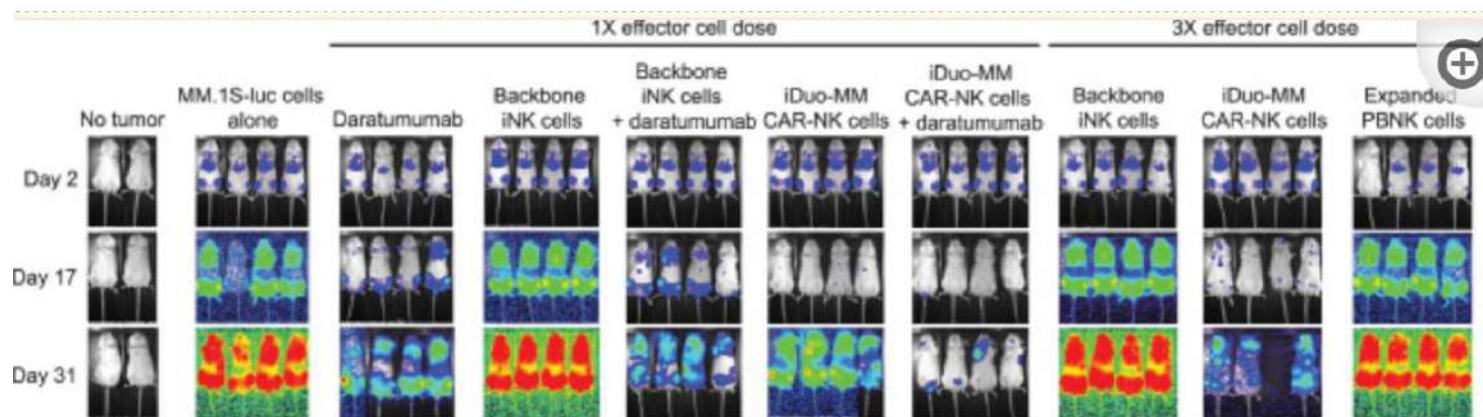 1X effector cell dose
3X effector cell dose
No tumor
MM.1S-luc cells
alone
Daratumumab
Backbone
iNK cells
Backbone
iNK cells
+ daratumumab
iDuo-MM
CAR-NK cells
iDuo-MM
CAR-NK cells
+ daratumumab
Backbone
iNK cells
iDuo-MM
CAR-NK cells
Expanded
PBNK cells
Day 2
Day 17
Day 31